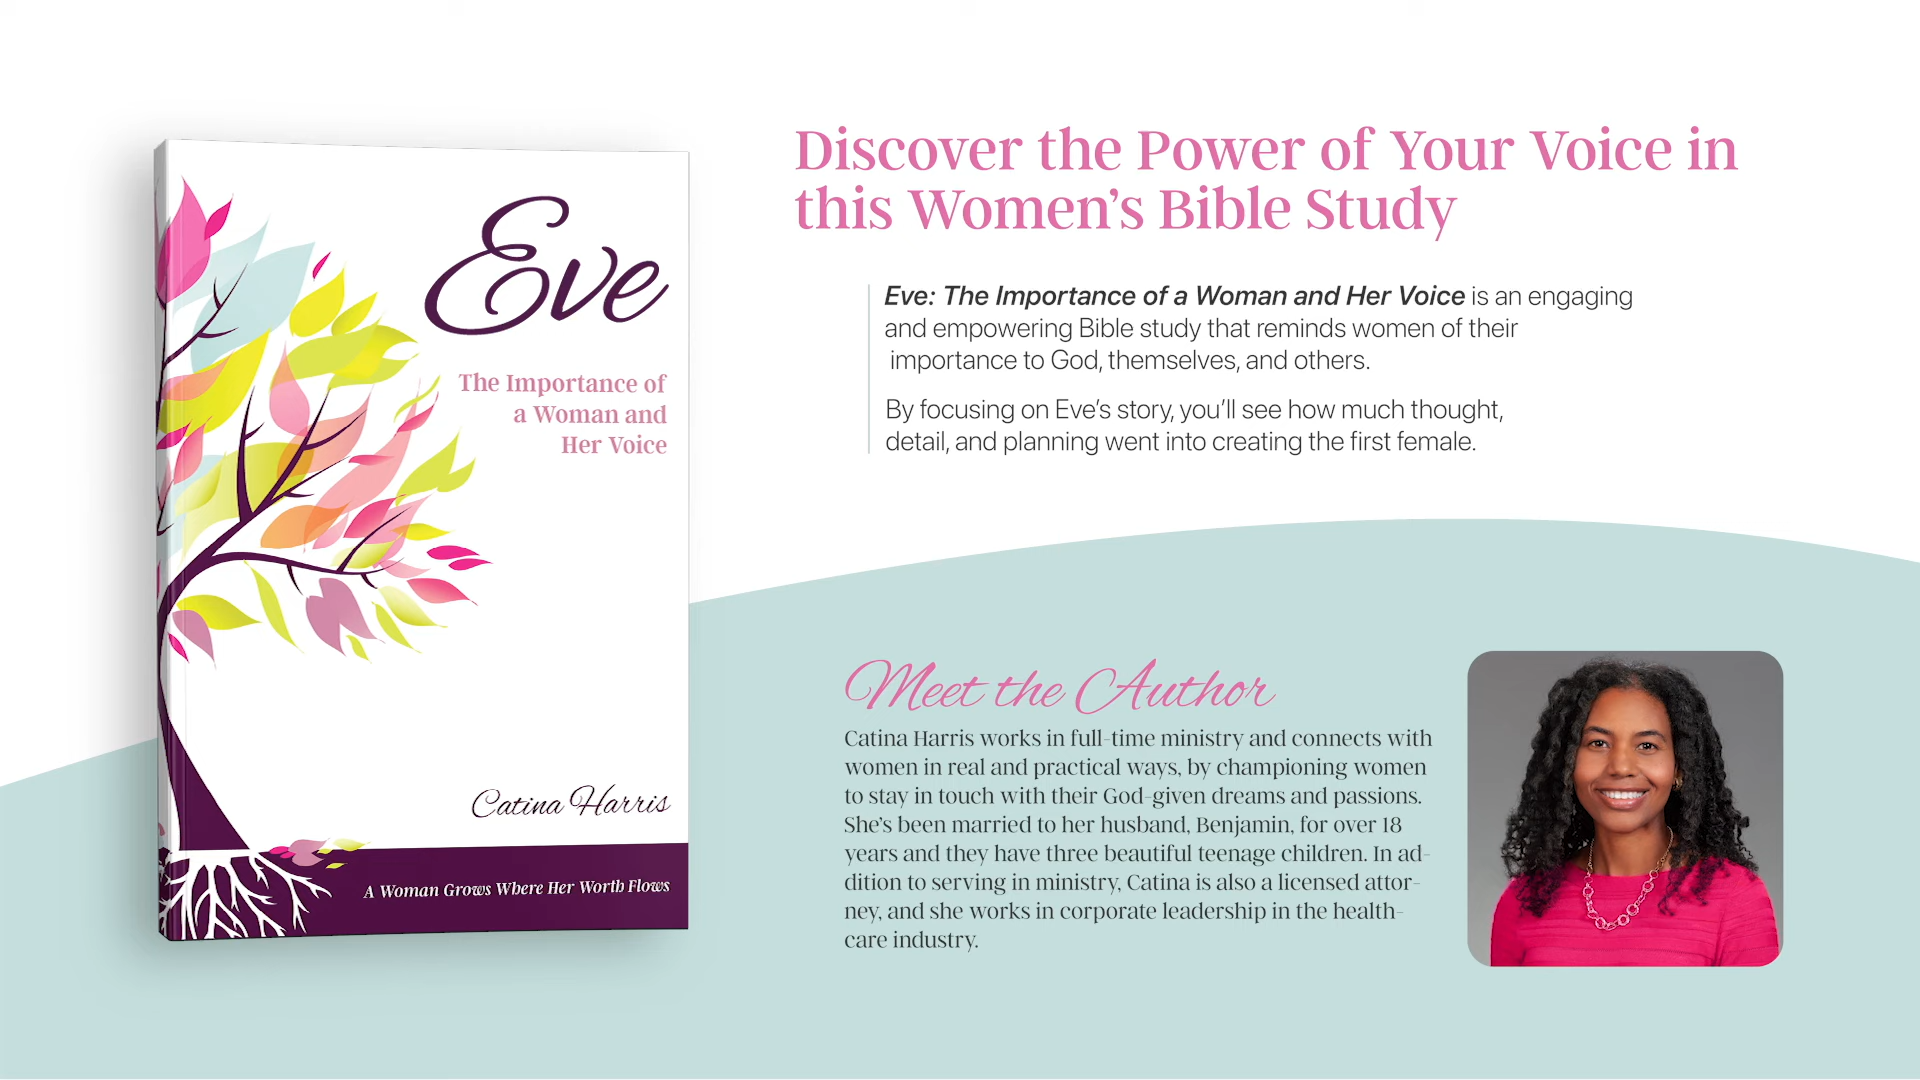 Eve
The Importance of
a Woman and
Her Voice
Catina Harris
A Woman Grows Where Her Worth Flows
Discover the Power of Your Voice in
this Women's Bible Study
Eve: The Importance of a Woman and Her Voice is an engaging
and empowering Bible study that reminds women of their
importance to God, themselves, and others.
By focusing on Eve's story, you'll see how much thought,
detail, and planning went into creating the first female.
Meet the Author
Catina Harris works in full-time ministry and connects with
women in real and practical ways, by championing women
to stay in touch with their God-given dreams and passions.
She's been married to her husband, Benjamin, for over 18
years and they have three beautiful teenage children. In ad-
dition to serving in ministry, Catina is also a licensed attor-
ney, and she works in corporate leadership in the health-
care industry.